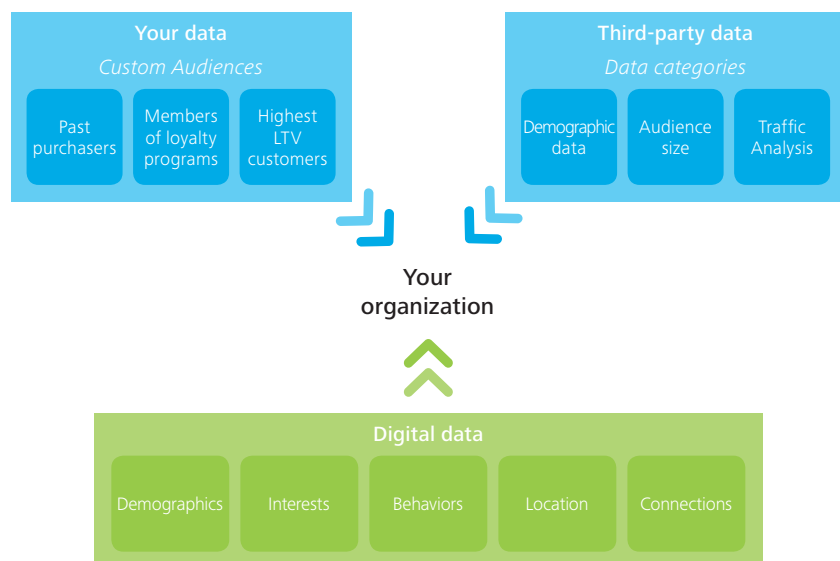 Your data
Custom Audiences
Past
purchasers
Members
of loyalty
programs
Highest
LTV
customers
Third-party data
Data categories
Demographic
data
Audience
size
Traffic
Analysis
Your
organization
Digital data
Demographics
Interests
Behaviors
Location
Connections